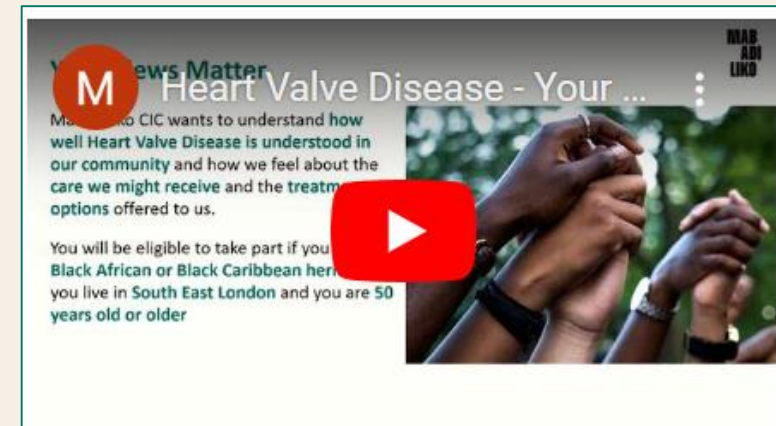 ews Matter
MAB
ADI
LIKO
M
Heart Valve Disease - Your ...
ko CIC wants to understand how
well Heart Valve Disease is understood in
our community and how we feel about the
care we might receive and the
options offered to us.
You will be eligible to take part if you
Black African or Black Caribbean
you live in South East London and you are 50
years old or older